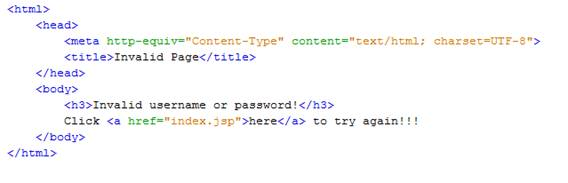 <html>
    <head>
        <meta http-equiv="Content-Type" content="text/html; charset=UTF-8">
        <title>Invalid Page</title>
    </head>
    <body>
        <h3>Invalid username or password!</h3>
        Click <a href="index.jsp">here</a> to try again!!!
    </body>
</html>